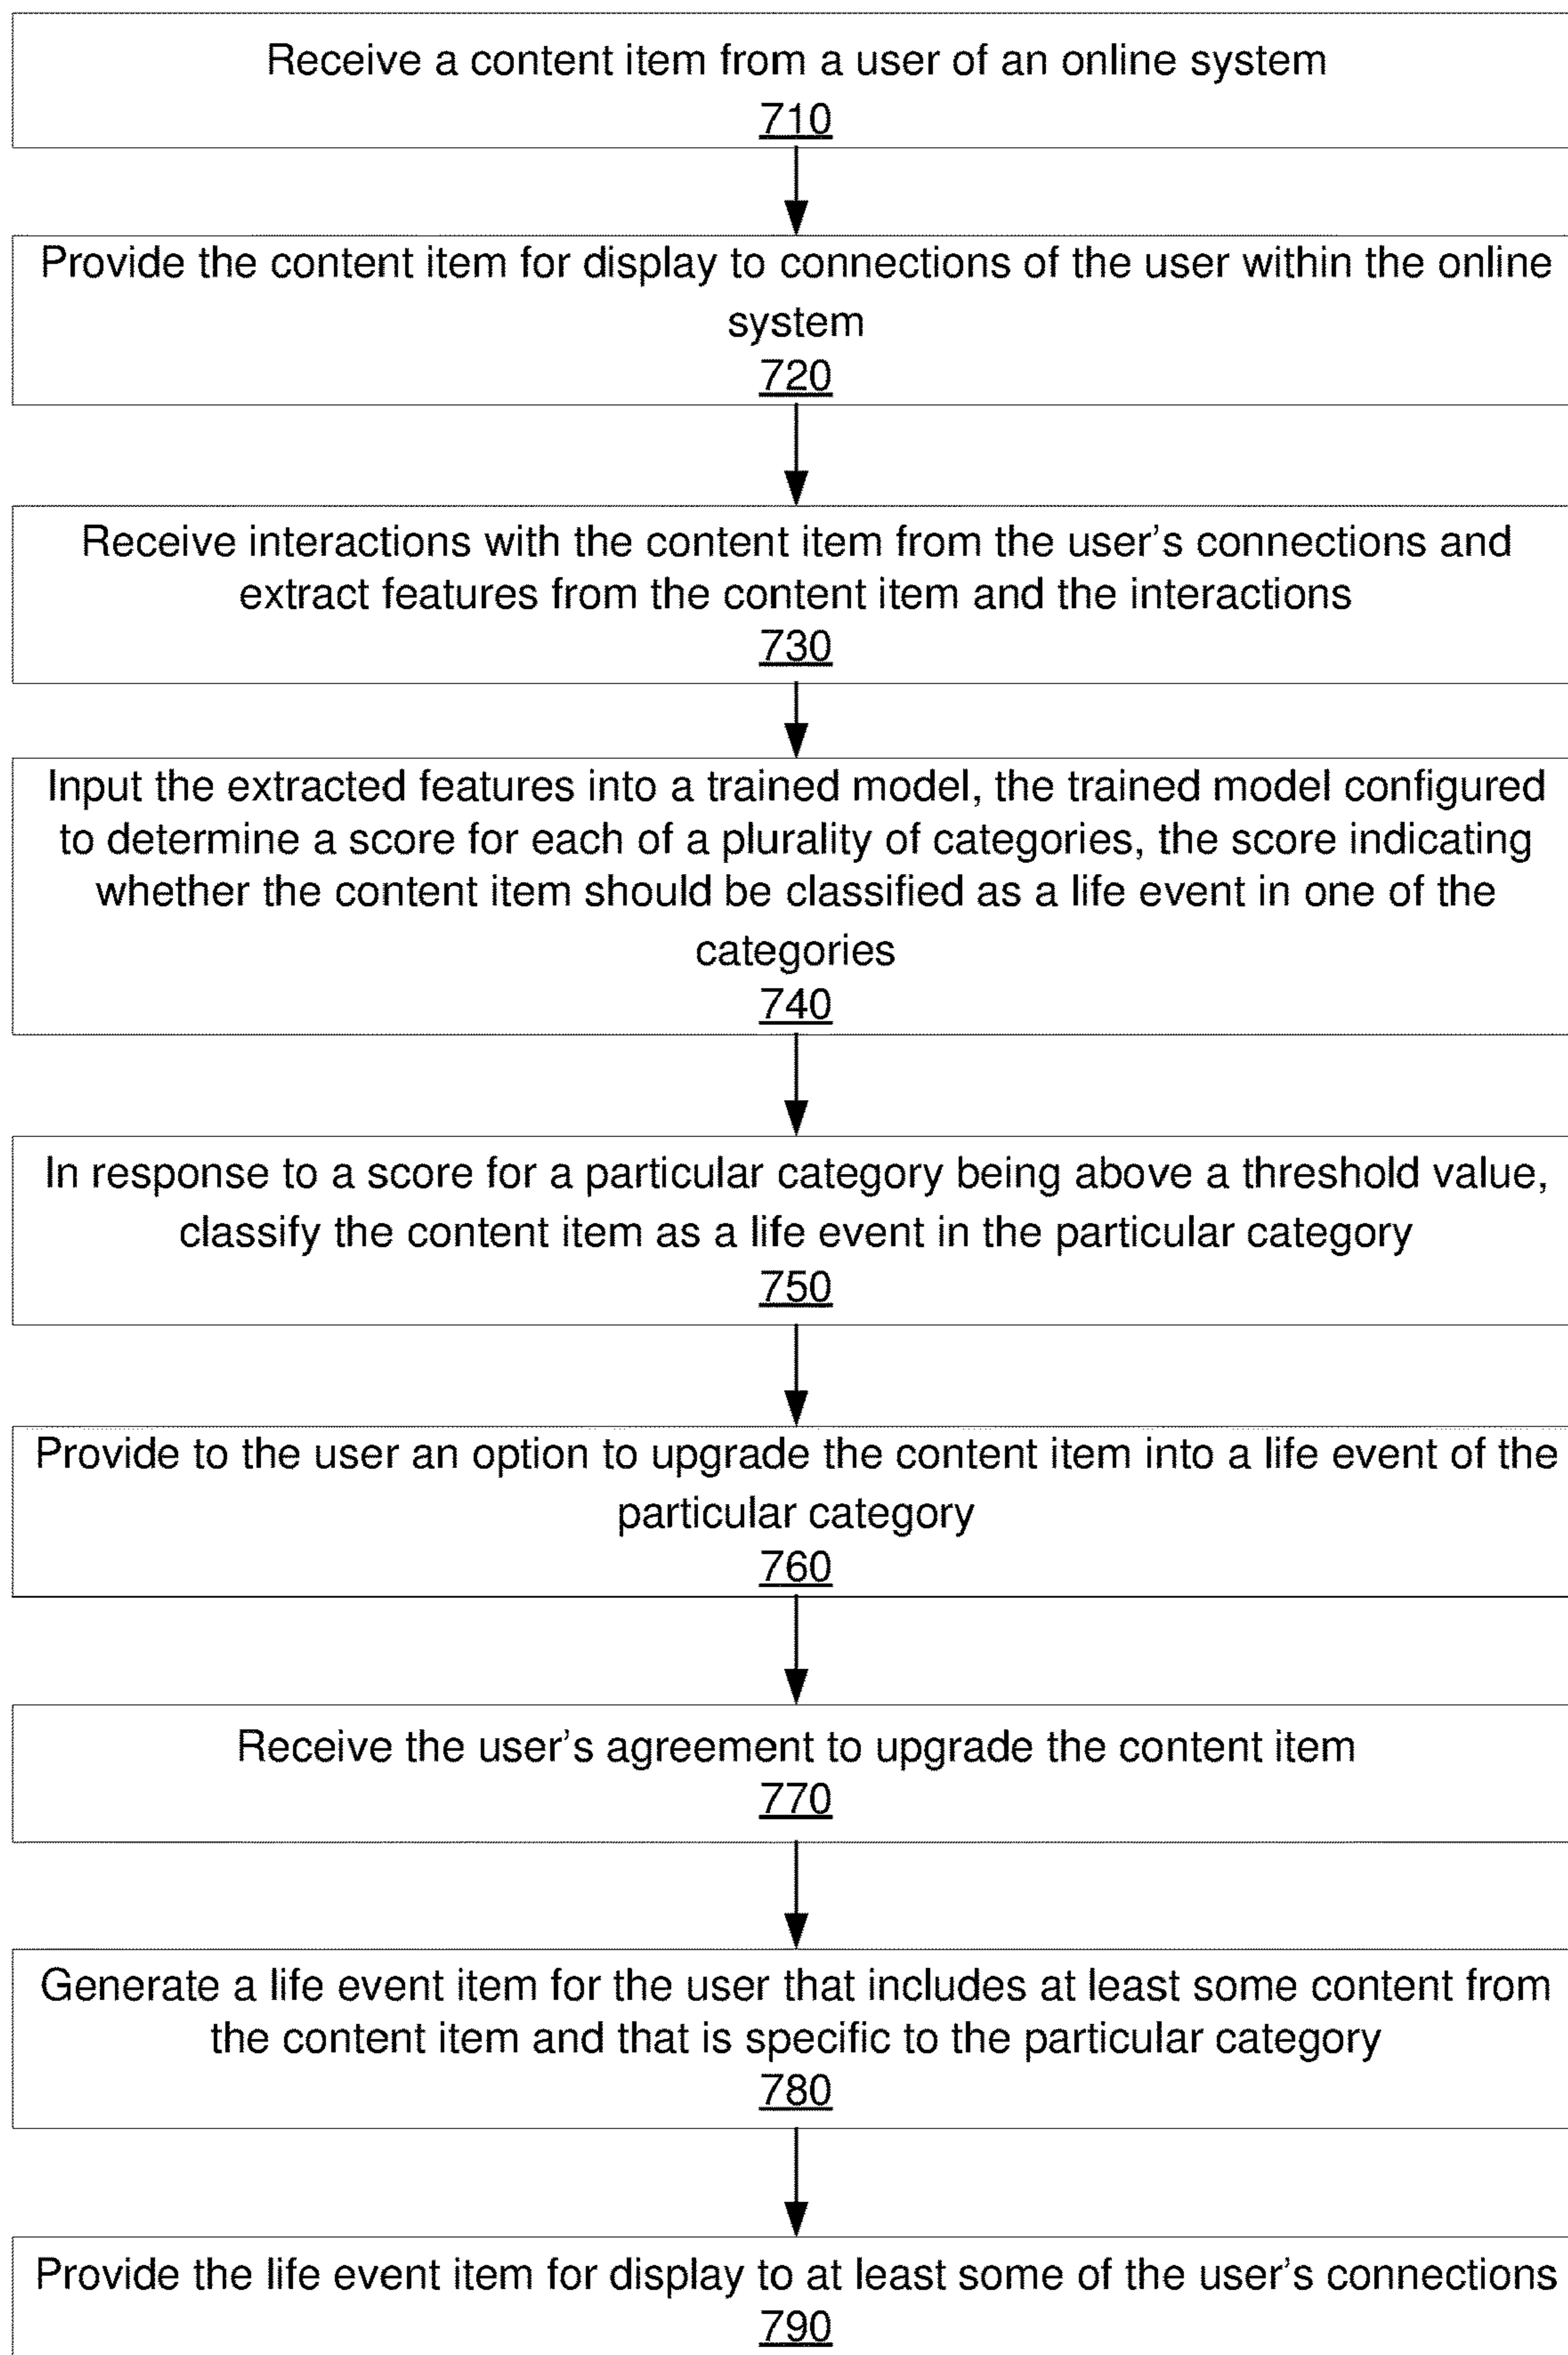 Receive a content item from a user of an online system
710
Provide the content item for display to connections of the user within the online
system
720
Receive interactions with the content item from the user’s connections and
extract features from the content item and the interactions
730
Input the extracted features into a trained model, the trained model configured
to determine a score for each of a plurality of categories, the score indicating
whether the content item should be classified as a life event in one of the
categories
740
In response to a score for a particular category being above a threshold value,
classify the content item as a life event in the particular category
750
Provide to the user an option to upgrade the content item into a life event of the
particular category
760
Receive the user’s agreement to upgrade the content item
770
Generate a life event item for the user that includes at least some content from
the content item and that is specific to the particular category
780
Provide the life event item for display to at least some of the user’s connections
790